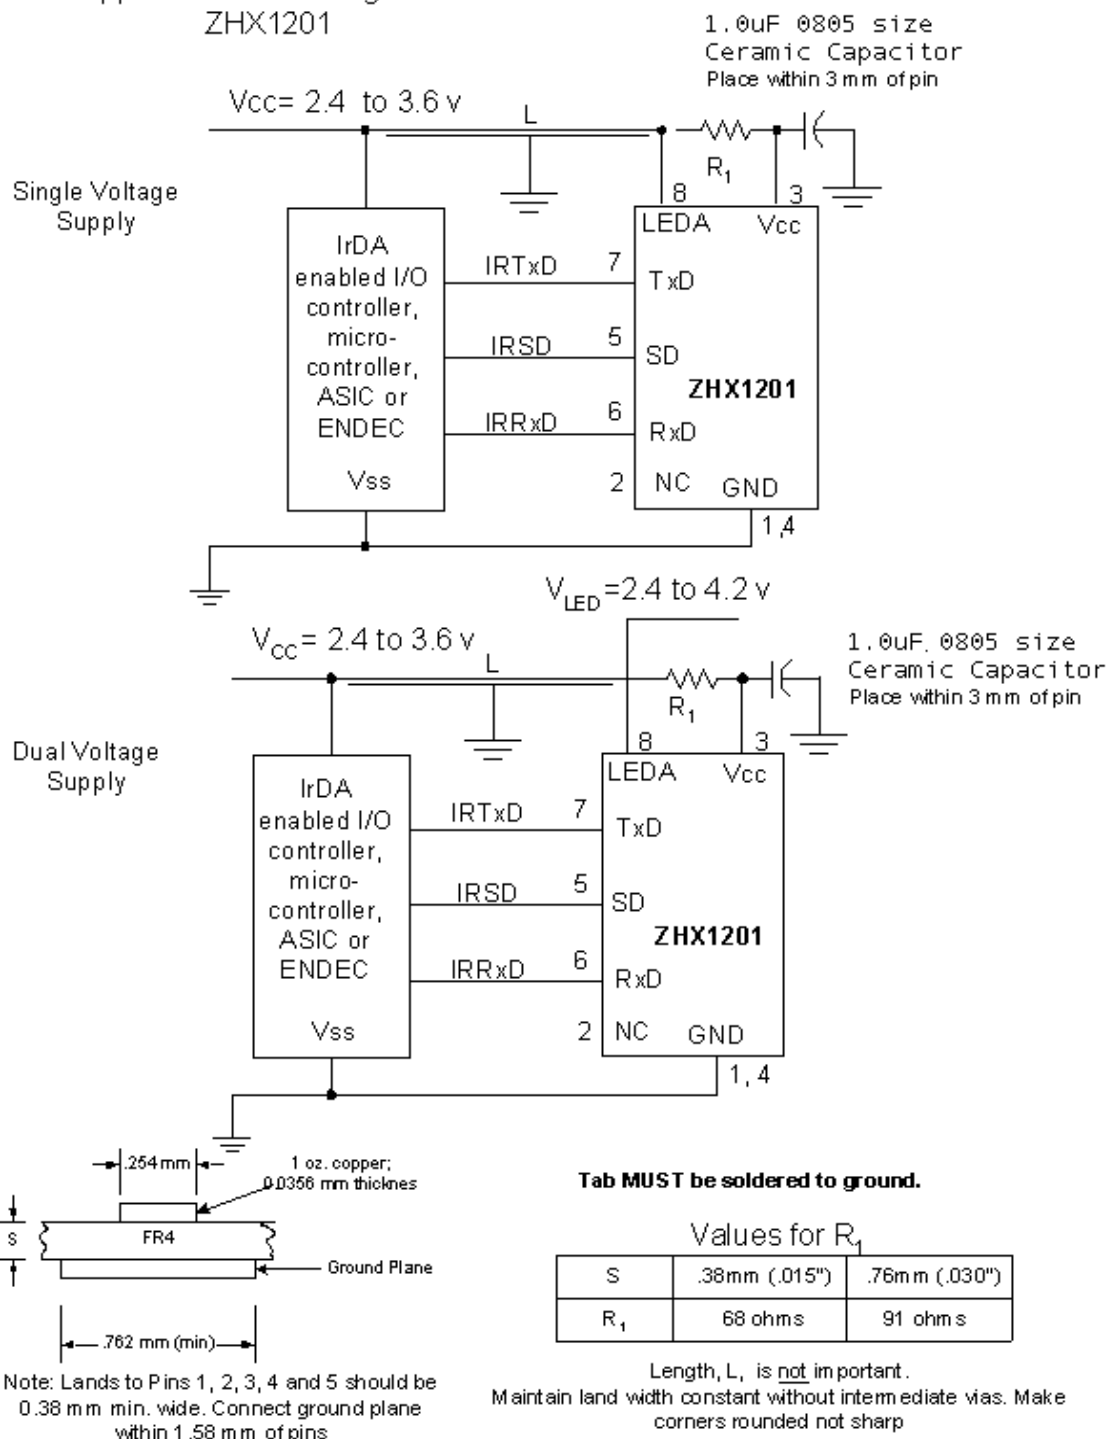 ZHX1201
1.0uF 0805 size
Ceramic Capacitor
Place within 3 mm of pin
Vcc= 2.4 to 3.6 v
L
R1
Single Voltage
Supply
8
3
LEDA
Vcc
IrDA
enabled I/O
controller,
micro-
controller,
ASIC or
ENDEC
Vss
IRTxD
7
TxD
IRSD
5
SD
ZHX1201
IRRxD
6
RxD
2
NC
GND
1,4
VLED=2.4 to 4.2 v
VCC= 2.4 to 3.6 v
L
1.0uF. 0805 size
Ceramic Capacitor
Place within 3 mm of pin
R1
Dual Voltage
Supply
8
3
LEDA
Vcc
IrDA
enabled I/O
controller,
micro-
controller,
ASIC or
ENDEC
Vss
IRTxD
7
TxD
IRSD
5
SD
ZHX1201
IRRxD
6
RxD
2
NC
GND
1, 4
.254 mm
1 oz. copper;
0.0356 mm thicknes
S
FR4
Ground Plane
.762 mm (min)
Note: Lands to Pins 1, 2, 3, 4 and 5 should be
0.38 mm min. wide. Connect ground plane
within 1.58 mm of pins
Tab MUST be soldered to ground.
Values for R1
S .38mm (.015") .76mm (.030")
R1 68 ohms 91 ohms
Length, L, is not important.
Maintain land width constant without intermediate vias. Make
corners rounded not sharp